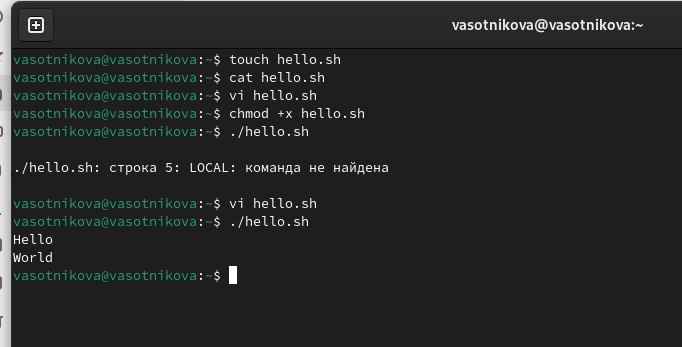 vasotnikova@vasotnikova:~
vasotnikova@vasotnikova:~$ touch hello.sh
vasotnikova@vasotnikova:~$ cat hello.sh
vasotnikova@vasotnikova:~$ vi hello.sh
vasotnikova@vasotnikova:~$ chmod +x hello.sh
vasotnikova@vasotnikova:~$ ./hello.sh
./hello.sh: строка 5: LOCAL: команда не найдена
vasotnikova@vasotnikova:~$ vi hello.sh
vasotnikova@vasotnikova:~$ ./hello.sh
Hello
World
vasotnikova@vasotnikova:~$